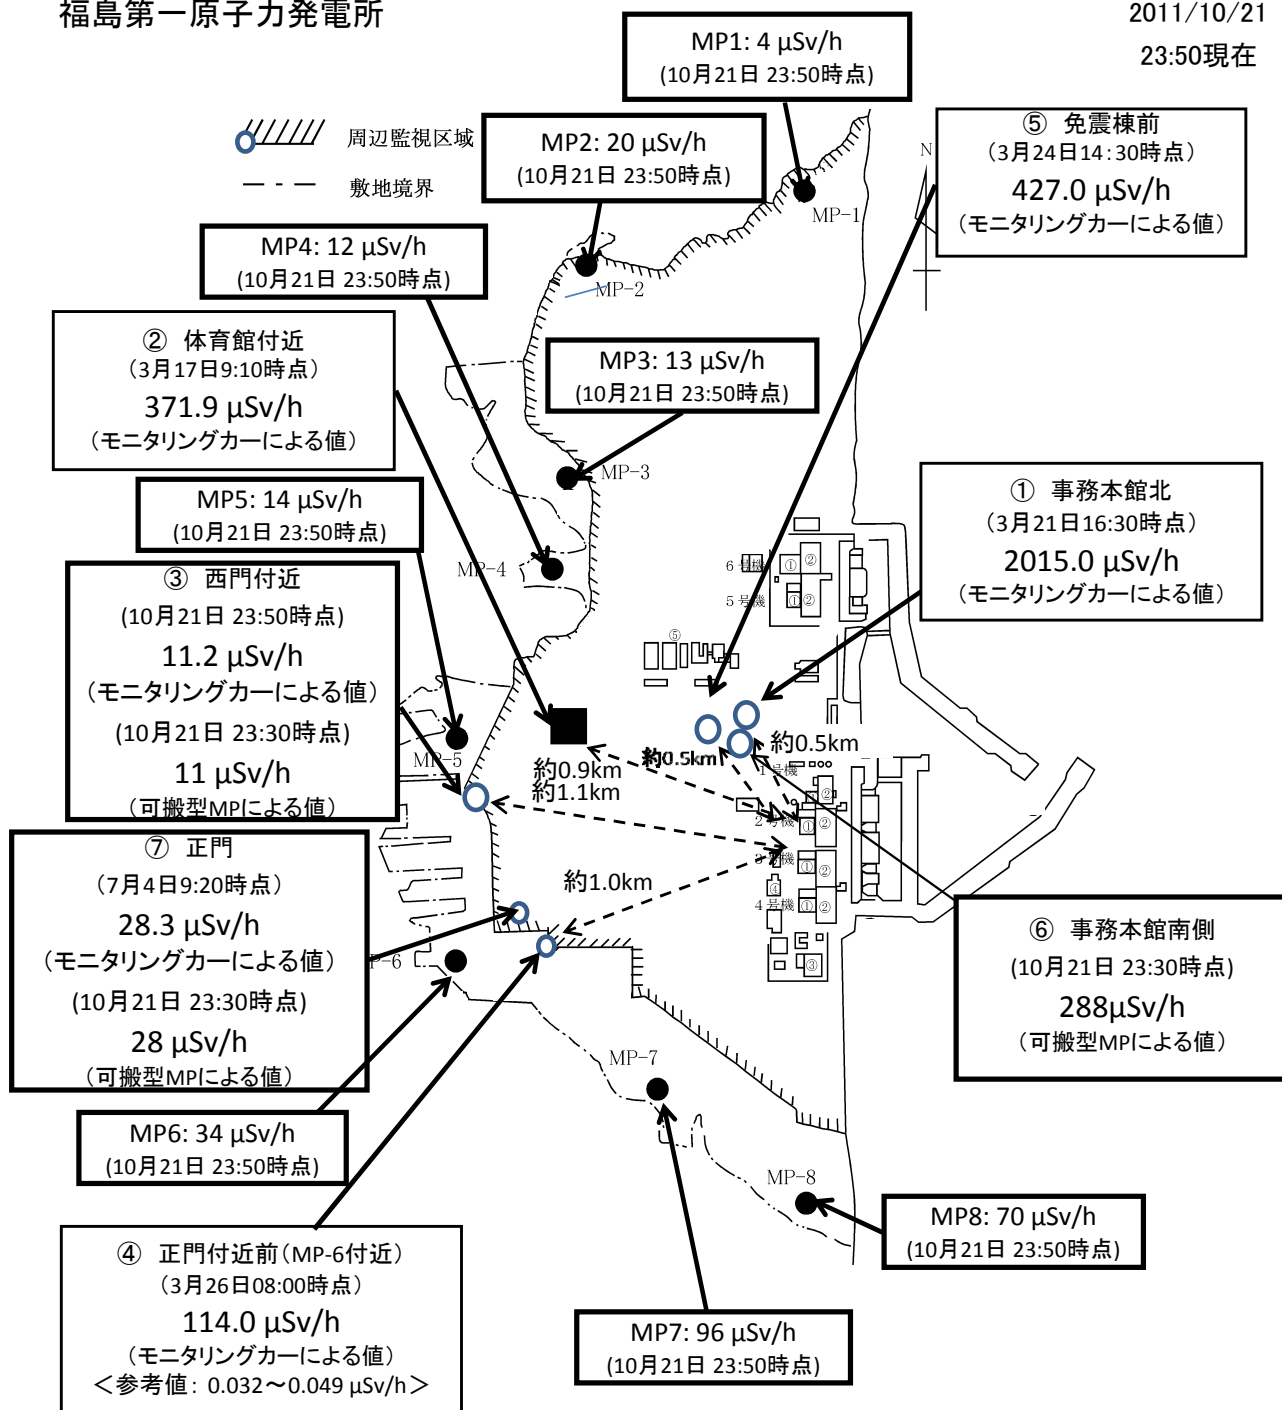 福島第一原子力発電所
2011/10/21
23:50現在
MP1: 4 μSv/h
(10月21日 23:50時点)
周辺監視区域
敷地境界
MP2: 20 μSv/h
(10月21日 23:50時点)
⑤ 免震棟前
(3月24日14:30時点)
427.0 μSv/h
(モニタリングカーによる値)
N
MP-1
MP4: 12 μSv/h
(10月21日 23:50時点)
MP-2
② 体育館付近
(3月17日9:10時点)
371.9 μSv/h
(モニタリングカーによる値)
MP3: 13 μSv/h
(10月21日 23:50時点)
MP-3
MP5: 14 μSv/h
(10月21日 23:50時点)
① 事務本館北
(3月21日16:30時点)
2015.0 μSv/h
(モニタリングカーによる値)
MP-4
③ 西門付近
(10月21日 23:50時点)
11.2 μSv/h
(モニタリングカーによる値)
(10月21日 23:30時点)
11 μSv/h
(可搬型MPによる値)
6号機
① ②
5号機
① ②
⑤
MP-5
約0.9km
約1.1km
約0.5km
約0.5km
1号機
②
2号機
① ②
3号機
① ②
④
4号機
① ②
③
約1.0km
⑦ 正門
(7月4日9:20時点)
28.3 μSv/h
(モニタリングカーによる値)
(10月21日 23:30時点)
28 μSv/h
(可搬型MPによる値)
P-6
⑥ 事務本館南側
(10月21日 23:30時点)
288μSv/h
(可搬型MPによる値)
MP-7
MP6: 34 μSv/h
(10月21日 23:50時点)
MP-8
MP8: 70 μSv/h
(10月21日 23:50時点)
④ 正門付近前(MP-6付近)
(3月26日08:00時点)
114.0 μSv/h
(モニタリングカーによる値)
＜参考値: 0.032～0.049 μSv/h＞
MP7: 96 μSv/h
(10月21日 23:50時点)